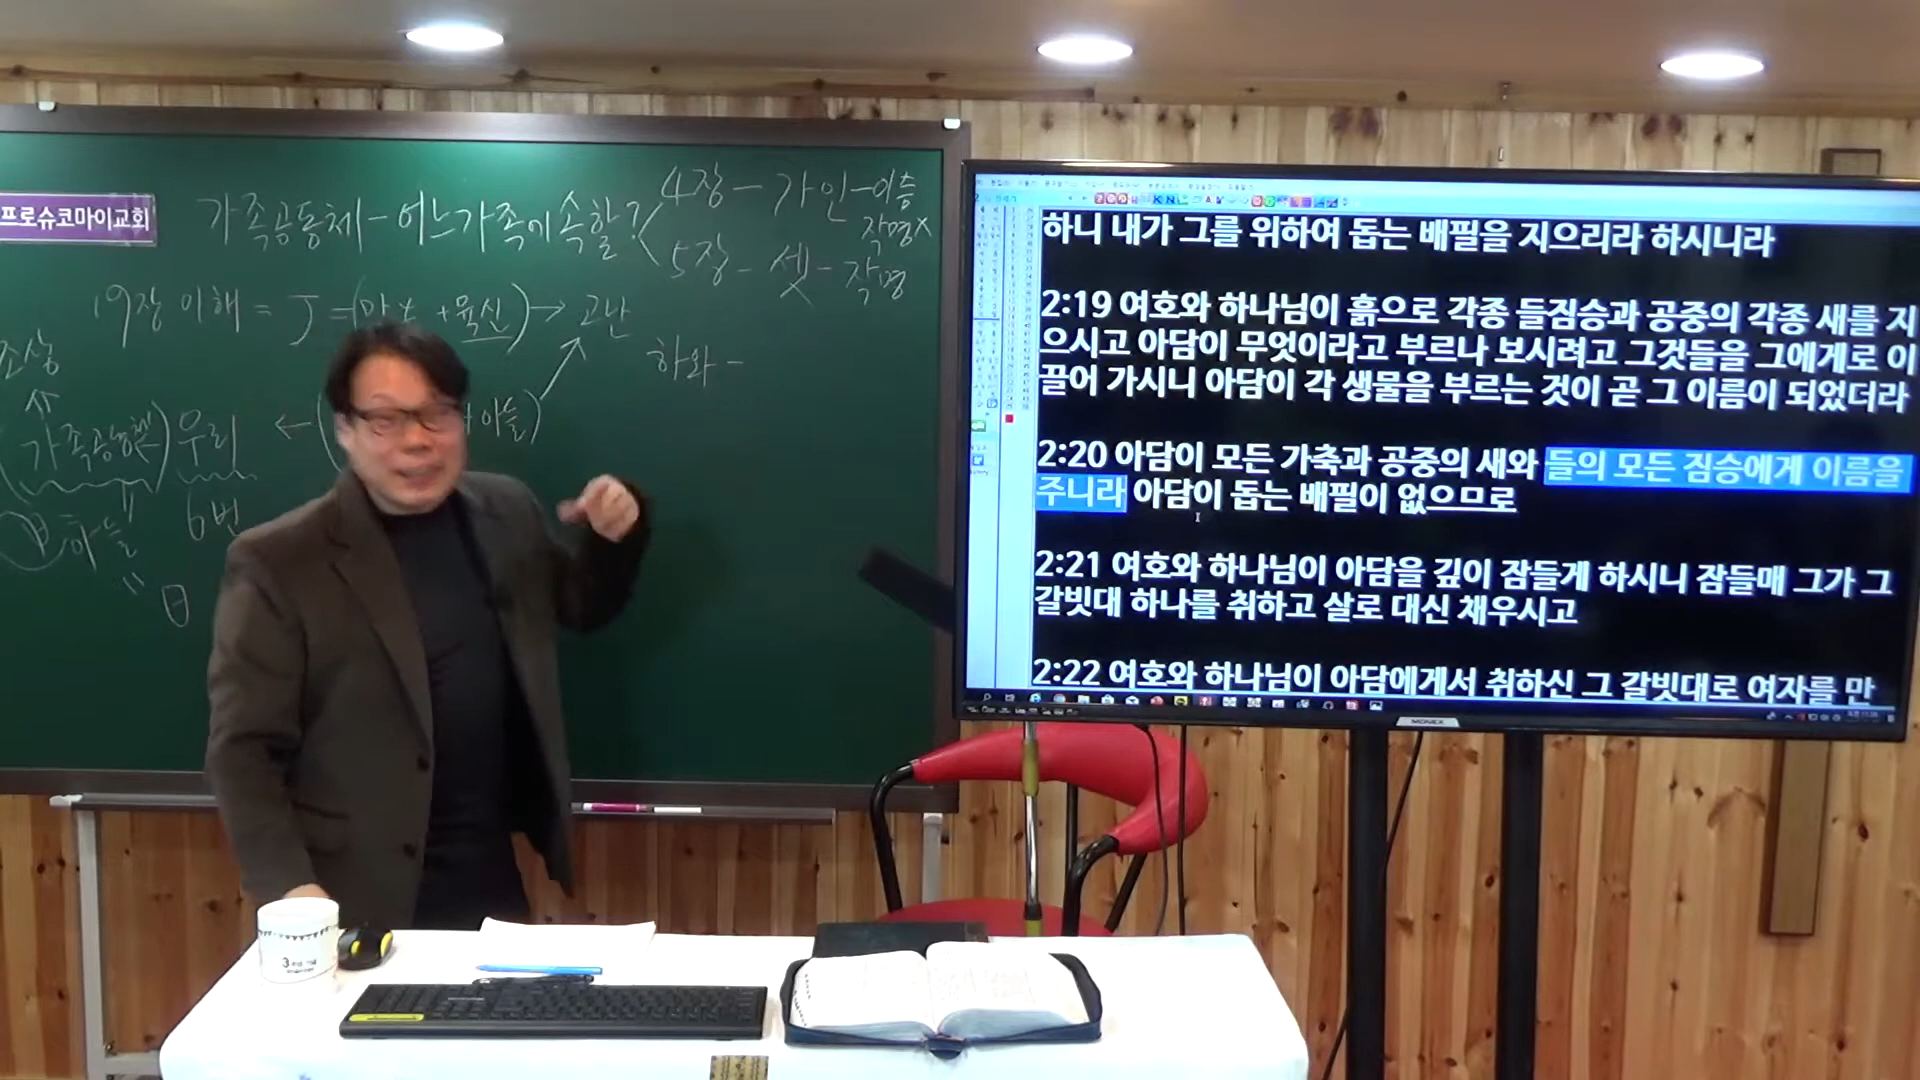 프로슈코마이교회
가족공동체 - 어느가족에 속할?
4장 - 가인 - 이름
작명x
5장 - 셋 - 작명
19장 이해 = J = ( + 육신) → 고난
하와 -
조상
(가족공동체) 우리 ← ( + 아들)
아들 6번
하니 내가 그를 위하여 돕는 배필을 지으리라 하시니라
2:19 여호와 하나님이 흙으로 각종 들짐승과 공중의 각종 새를 지
으시고 아담이 무엇이라고 부르나 보시려고 그것들을 그에게로 이
끌어 가시니 아담이 각 생물을 부르는 것이 곧 그 이름이 되었더라
2:20 아담이 모든 가축과 공중의 새와 들의 모든 짐승에게 이름을
주니라 아담이 돕는 배필이 없으므로
2:21 여호와 하나님이 아담을 깊이 잠들게 하시니 잠들매 그가 그
갈빗대 하나를 취하고 살로 대신 채우시고
2:22 여호와 하나님이 아담에게서 취하신 그 갈빗대로 여자를 만